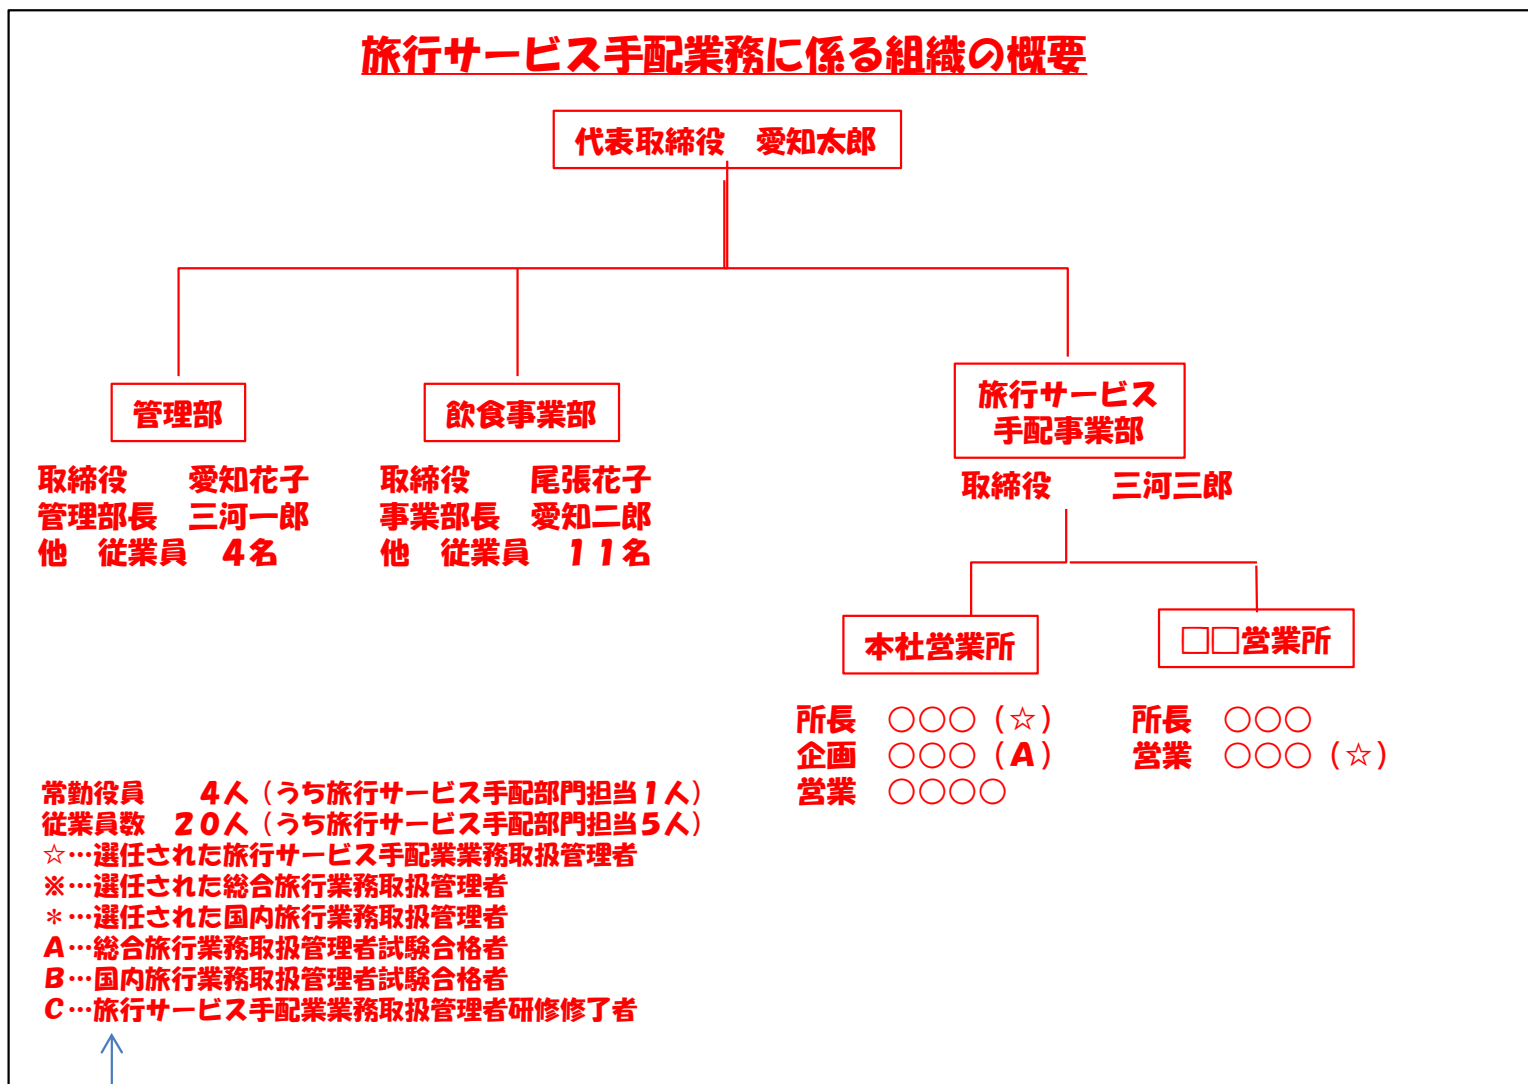 旅行サービス手配業務に係る組織の概要
代表取締役　愛知太郎
管理部
取締役　　愛知花子
管理部長　三河一郎
他　従業員　４名
飲食事業部
取締役　　尾張花子
事業部長　愛知二郎
他　従業員　１１名
旅行サービス
手配事業部
取締役　　三河三郎
本社営業所
所長　○○○（☆）
企画　○○○（Ａ）
営業　○○○○
□□営業所
所長　○○○
営業　○○○（☆）
常勤役員　　４人（うち旅行サービス手配部門担当１人）
従業員数　２０人（うち旅行サービス手配部門担当５人）
☆…選任された旅行サービス手配業業務取扱管理者
※…選任された総合旅行業務取扱管理者
＊…選任された国内旅行業務取扱管理者
Ａ…総合旅行業務取扱管理者試験合格者
Ｂ…国内旅行業務取扱管理者試験合格者
Ｃ…旅行サービス手配業業務取扱管理者研修修了者